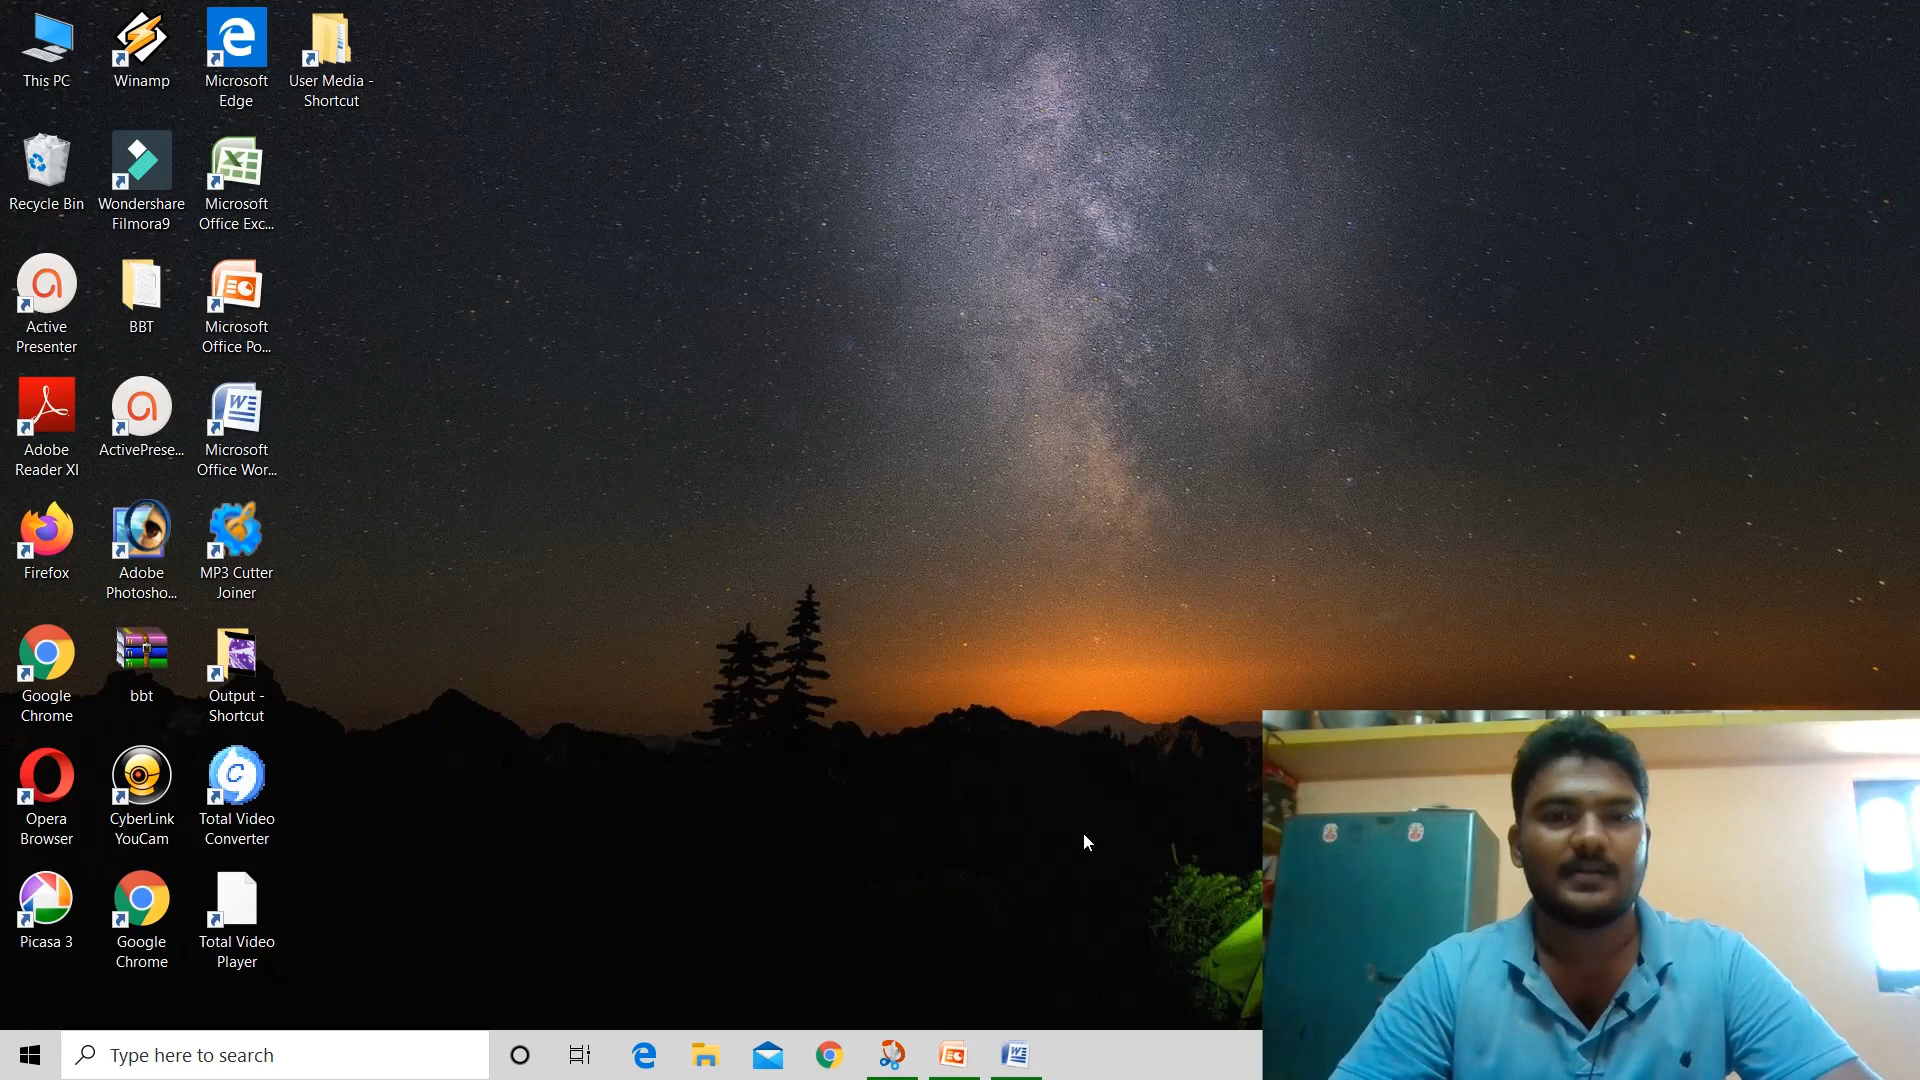 This PC
Winamp
Microsoft
Edge
User Media -
Shortcut
Recycle Bin
Wondershare
Filmora9
Microsoft
Office Exc...
Active
Presenter
BBT
Microsoft
Office Po...
Adobe
Reader XI
ActivePrese...
Microsoft
Office Wor...
Firefox
Adobe
Photosho...
MP3 Cutter
Joiner
Google
Chrome
bbt
Output -
Shortcut
Opera
Browser
CyberLink
YouCam
Total Video
Converter
Picasa 3
Google
Chrome
Total Video
Player
Type here to search